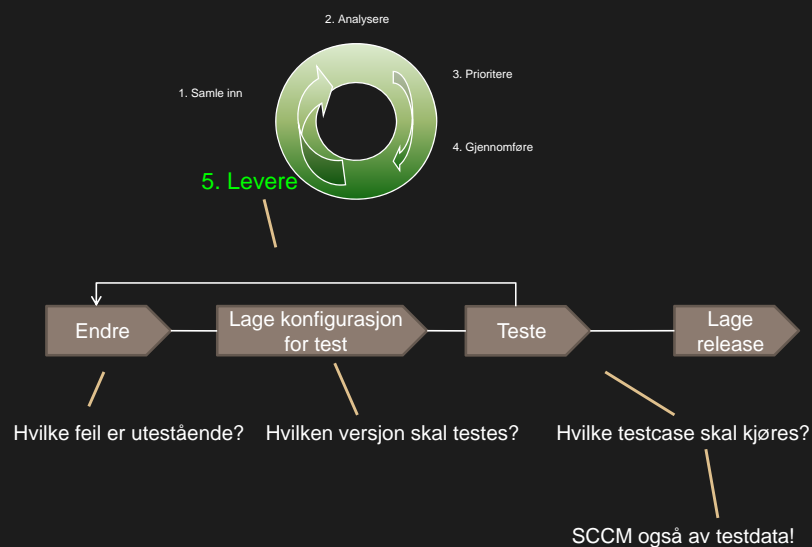 2. Analysere
3. Prioritere
1. Samle inn
4. Gjennomføre
5. Levere
Endre
Lage konfigurasjon
for test
Teste
Lage
release
Hvilke feil er utestående?
Hvilken versjon skal testes?
Hvilke testcase skal kjøres?
SCCM også av testdata!